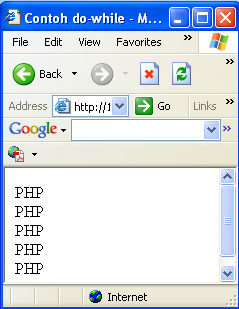 Contoh do-while - M...
File Edit View Favorites »
Back
Address http://1 Go Links »
Google »
PHP
PHP
PHP
PHP
PHP
Internet